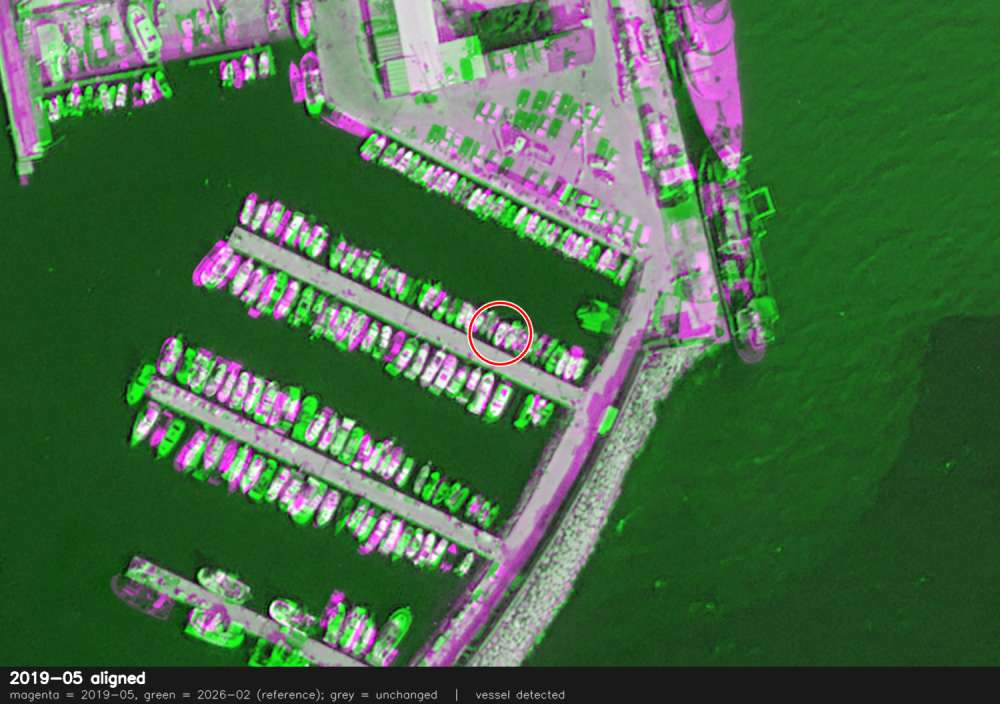 2019-05 aligned
magenta = 2019-05, green = 2026-02 (reference); grey = unchanged | vessel detected